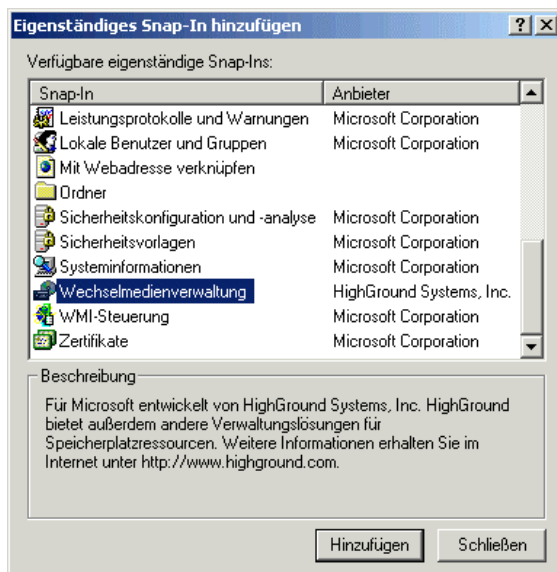 Eigenständiges Snap-In hinzufügen
Verfügbare eigenständige Snap-Ins:
Snap-In Anbieter
Leistungsprotokolle und Warnungen Microsoft Corporation
Lokale Benutzer und Gruppen Microsoft Corporation
Mit Webadresse verknüpfen
Ordner
Sicherheitskonfiguration und -analyse Microsoft Corporation
Sicherheitsvorlagen Microsoft Corporation
Systeminformationen Microsoft Corporation
Wechselmedienverwaltung HighGround Systems, Inc.
WMI-Steuerung Microsoft Corporation
Zertifikate Microsoft Corporation
Beschreibung
Für Microsoft entwickelt von HighGround Systems, Inc. HighGround
bietet außerdem andere Verwaltungslösungen für
Speicherplatzressourcen. Weitere Informationen erhalten Sie im
Internet unter http://www.highground.com.
Hinzufügen Schließen